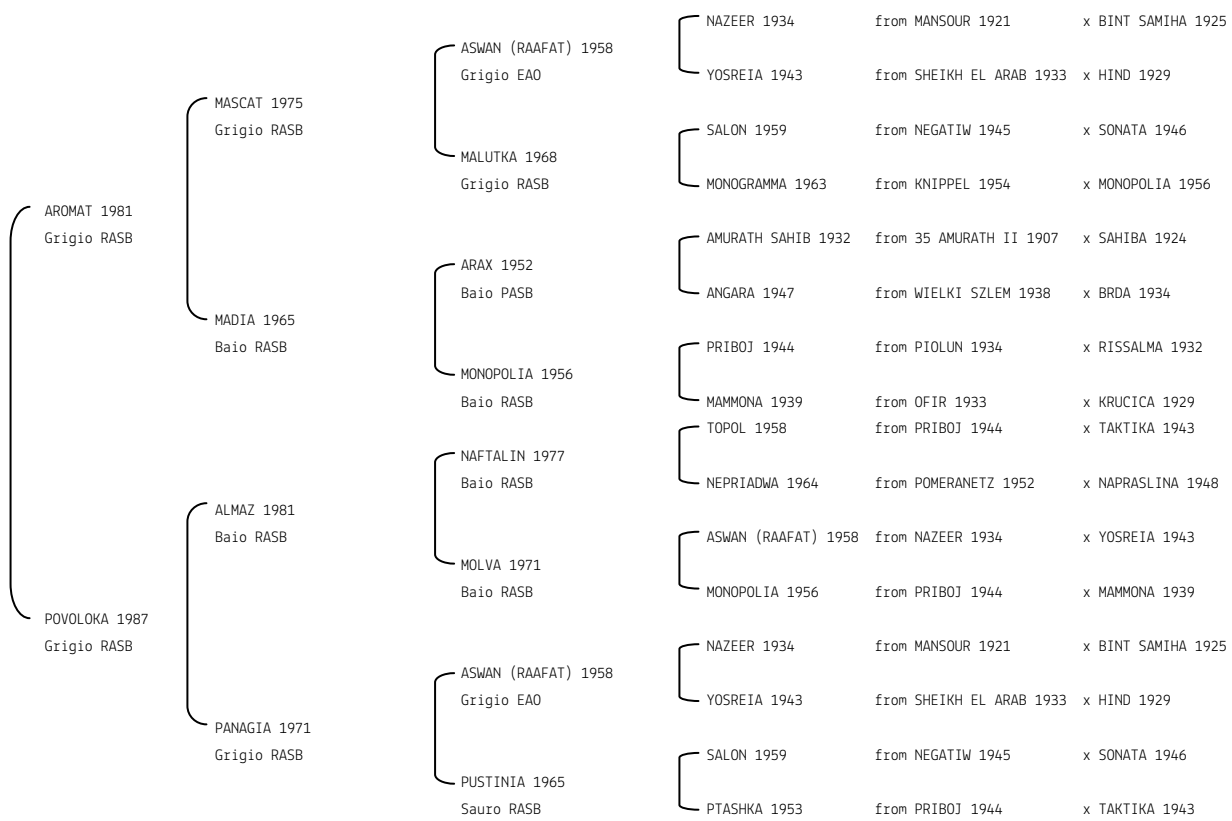 NAZEER 1934 from MANSOUR 1921 x BINT SAMIHA 1925
ASWAN (RAAFAT) 1958
Grigio EAO
YOSREIA 1943 from SHEIKH EL ARAB 1933 x HIND 1929
MASCAT 1975
Grigio RASB
SALON 1959 from NEGATIW 1945 x SONATA 1946
MALUTKA 1968
Grigio RASB
MONOGRAMMA 1963 from KNIPPEL 1954 x MONOPOLIA 1956
AROMAT 1981
Grigio RASB
AMURATH SAHIB 1932 from 35 AMURATH II 1907 x SAHIBA 1924
ARAX 1952
Baio PASB
ANGARA 1947 from WIELKI SZLEM 1938 x BRDA 1934
MADIA 1965
Baio RASB
PRIBOJ 1944 from PIOLUN 1934 x RISSALMA 1932
MONOPOLIA 1956
Baio RASB
MAMMONA 1939 from OFIR 1933 x KRUCICA 1929
TOPOL 1958 from PRIBOJ 1944 x TAKTIKA 1943
NAFTALIN 1977
Baio RASB
NEPRIADWA 1964 from POMERANETZ 1952 x NAPRASLINA 1948
ALMAZ 1981
Baio RASB
ASWAN (RAAFAT) 1958 from NAZEER 1934 x YOSREIA 1943
MOLVA 1971
Baio RASB
MONOPOLIA 1956 from PRIBOJ 1944 x MAMMONA 1939
POVOLOKA 1987
Grigio RASB
NAZEER 1934 from MANSOUR 1921 x BINT SAMIHA 1925
ASWAN (RAAFAT) 1958
Grigio EAO
YOSREIA 1943 from SHEIKH EL ARAB 1933 x HIND 1929
PANAGIA 1971
Grigio RASB
SALON 1959 from NEGATIW 1945 x SONATA 1946
PUSTINIA 1965
Sauro RASB
PTASHKA 1953 from PRIBOJ 1944 x TAKTIKA 1943